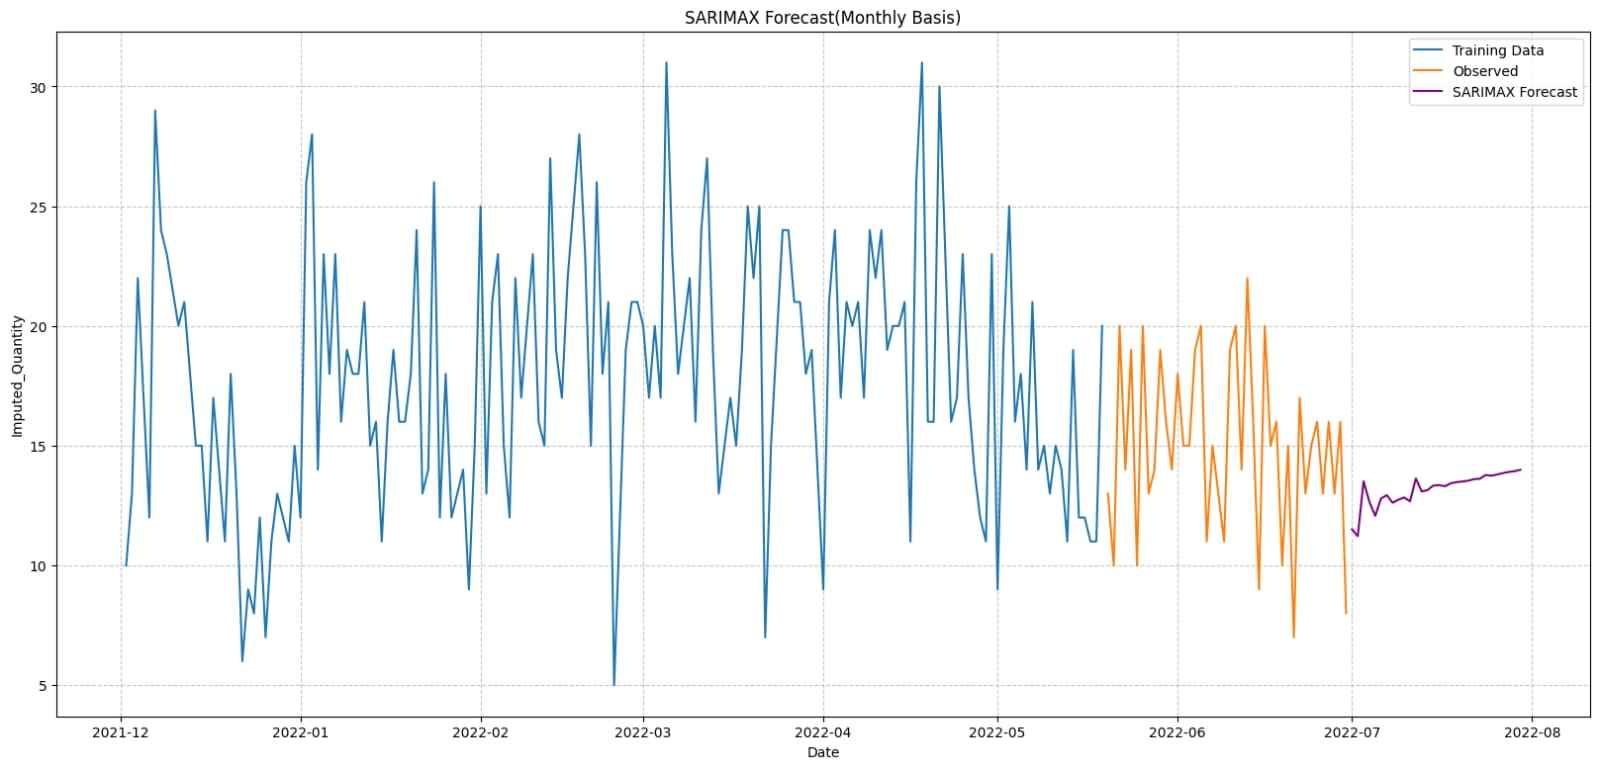 SARIMAX Forecast(Monthly Basis)
Training Data
Observed
SARIMAX Forecast
Imputed_Quantity
30
25
20
15
10
5
2021-12 2022-01 2022-02 2022-03 2022-04 2022-05 2022-06 2022-07 2022-08
Date